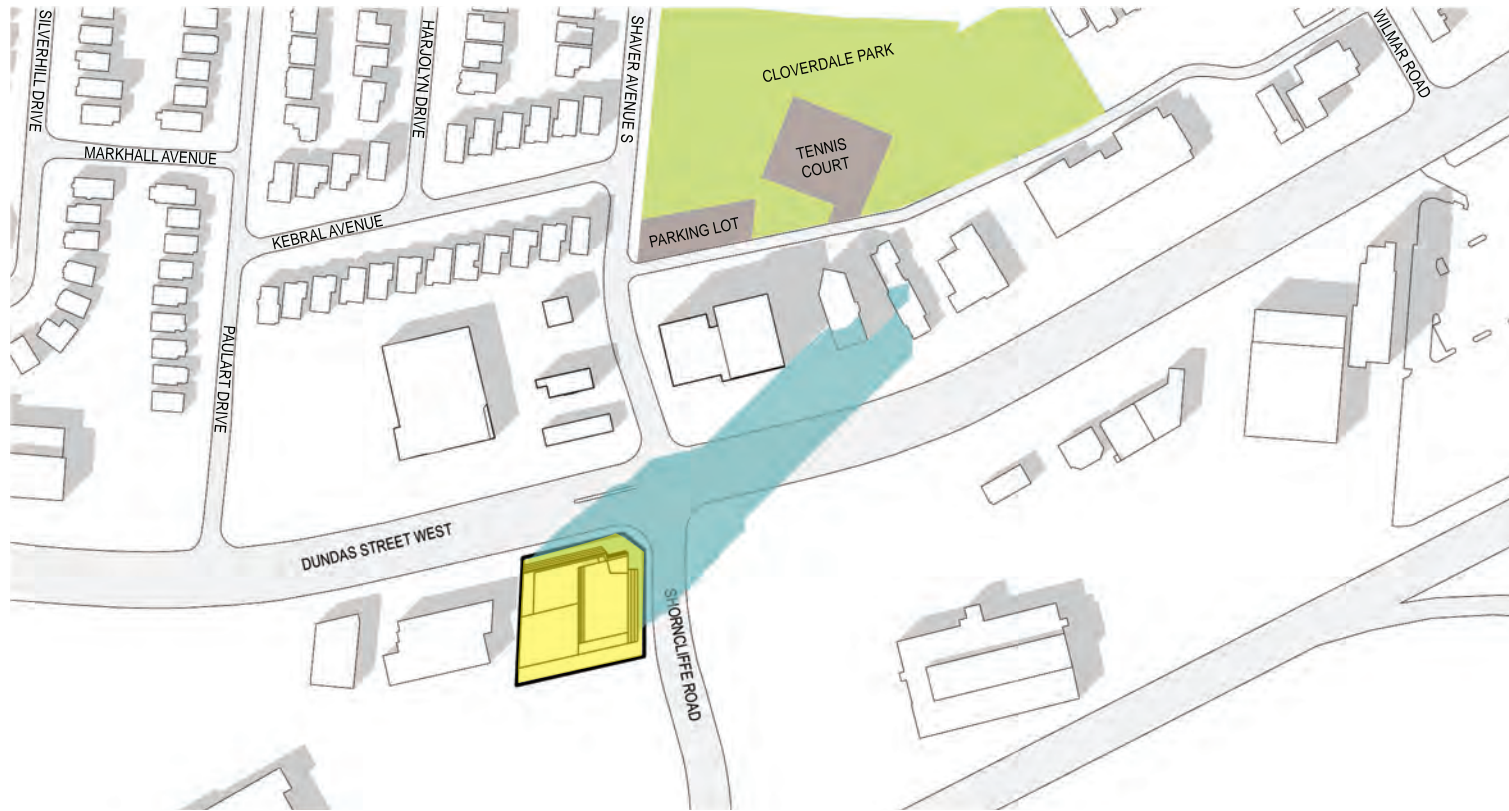 SILVERHILL DRIVE
HARJOLYN DRIVE
SHAVER AVENUE S
CLOVERDALE PARK
WILMAR ROAD
MARKHALL AVENUE
TENNIS
COURT
KEBRAL AVENUE
PARKING LOT
PAULART DRIVE
DUNDAS STREET WEST
SHORNCLIFFE ROAD